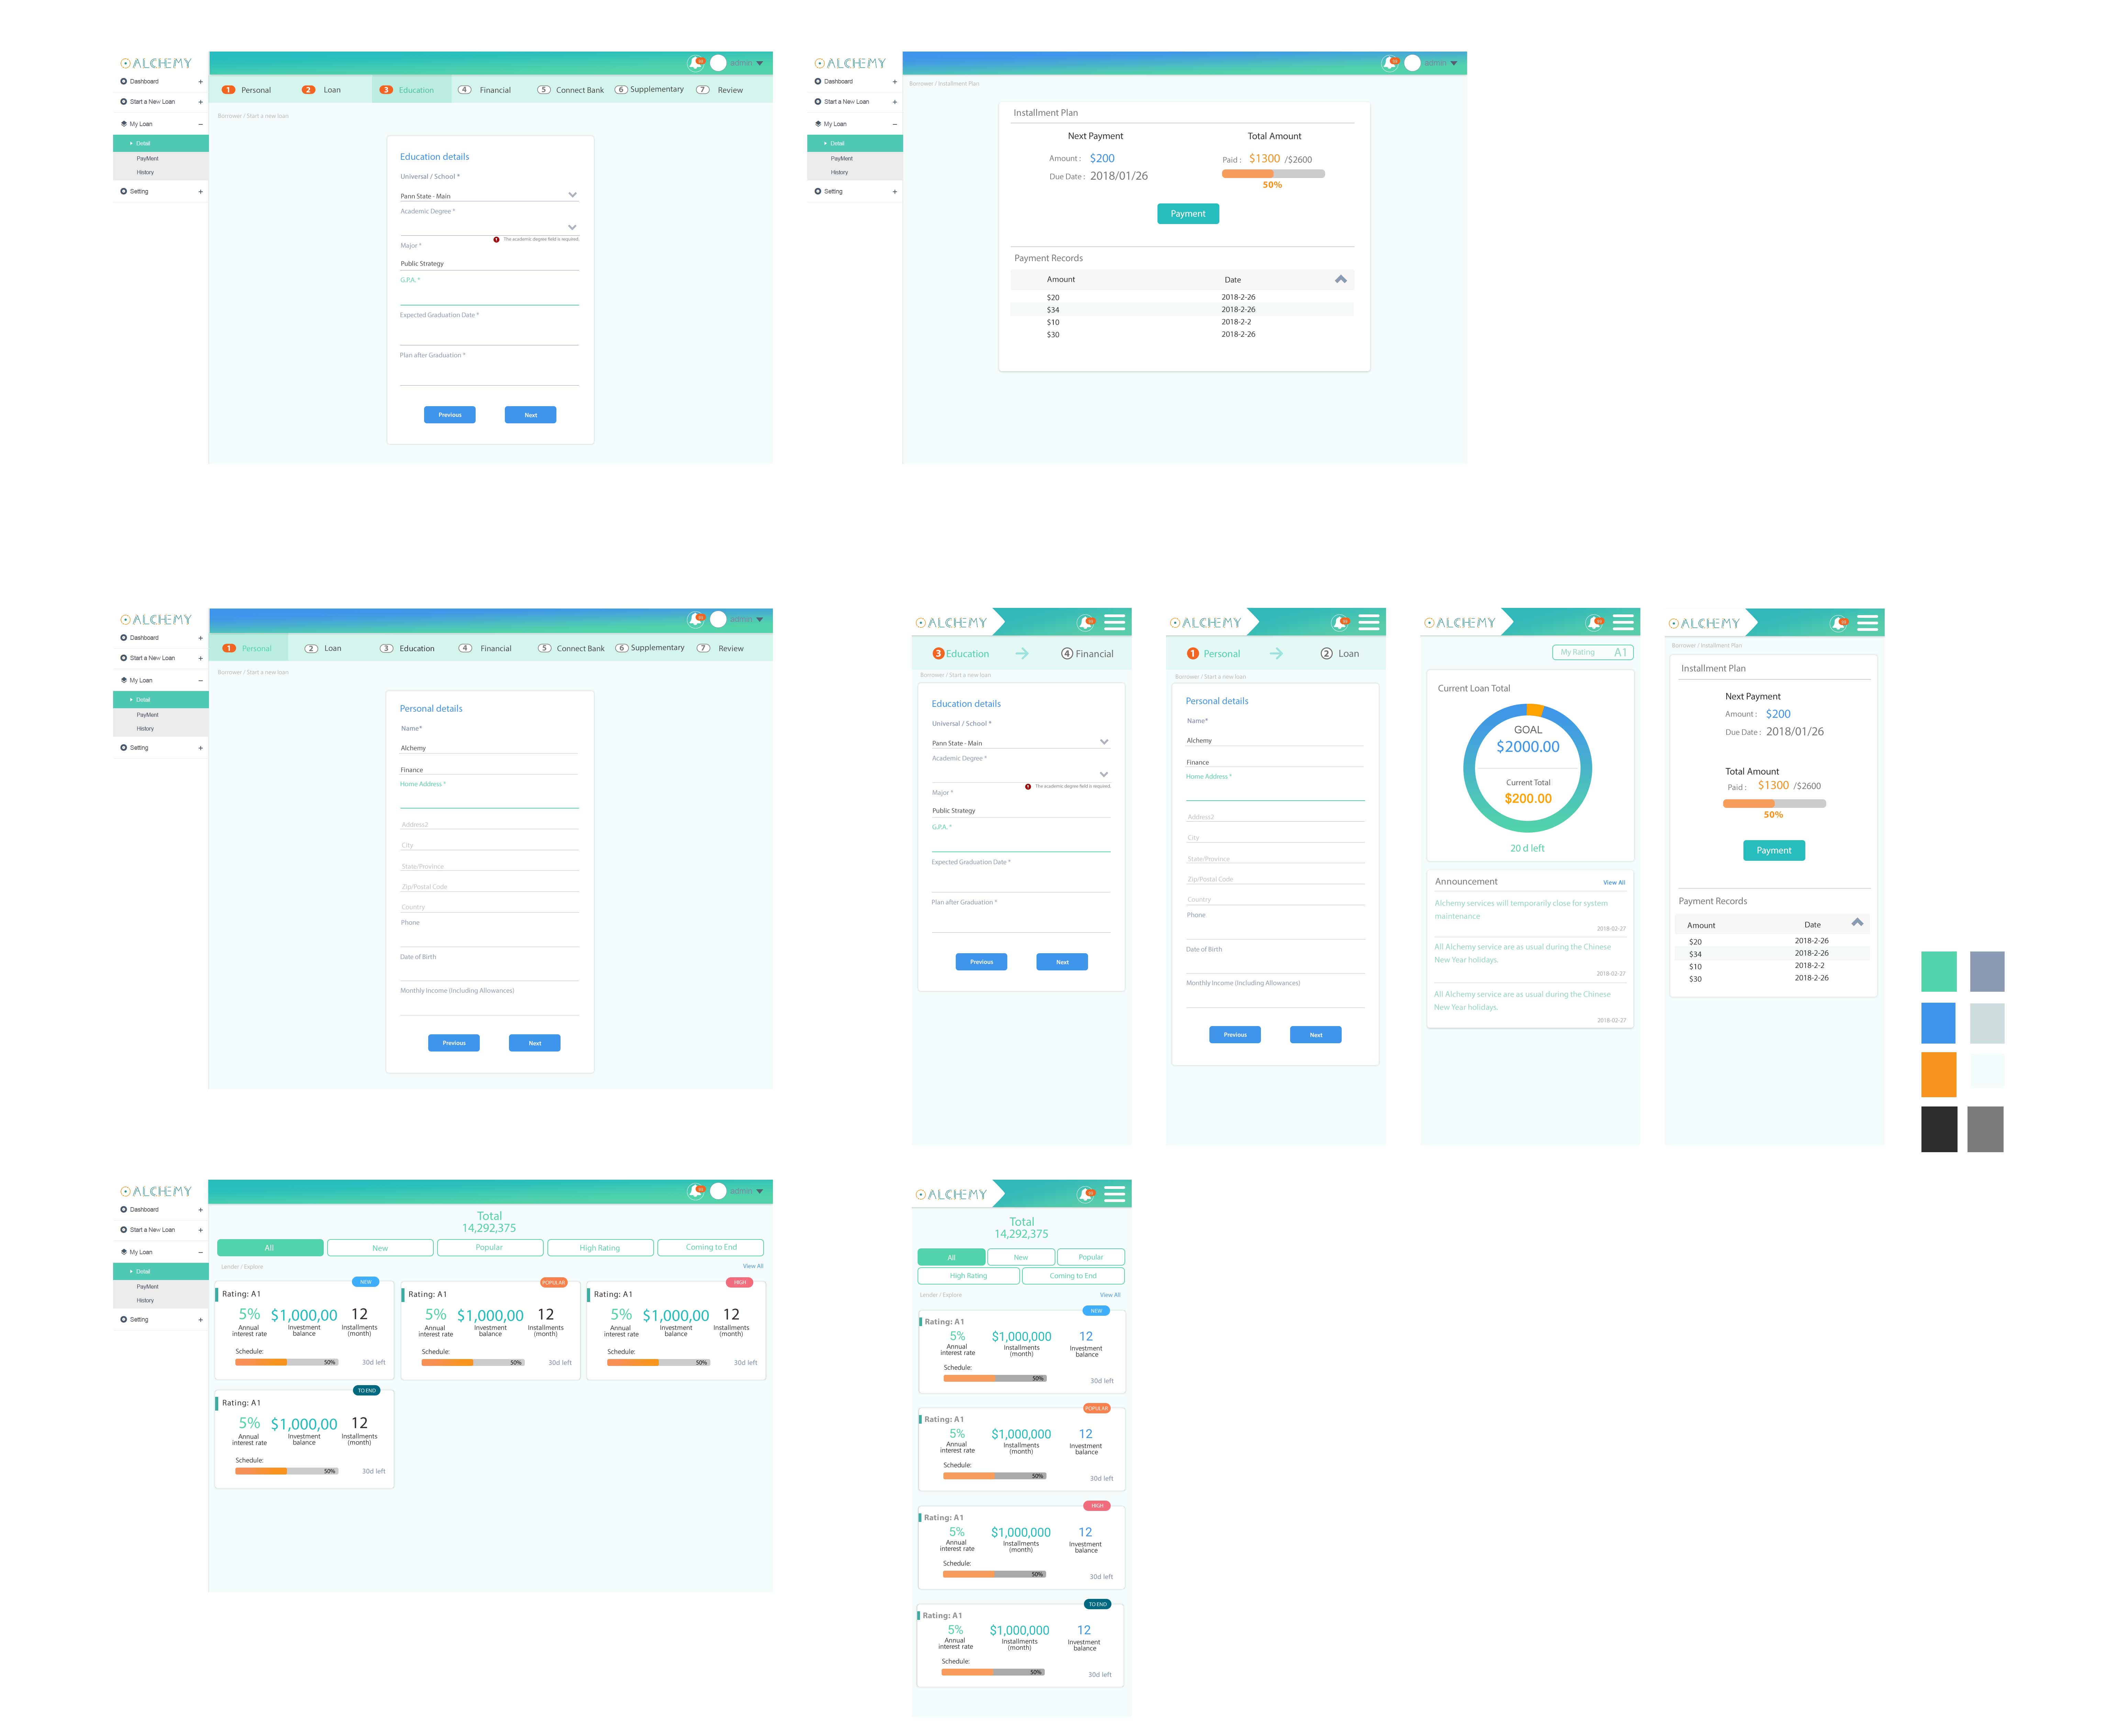 ALCHEMY
admin
Dashboard +
Start a New Loan +
My Loan −
Detail
PayMent
History
Setting +
1 Personal 2 Loan 3 Education 4 Financial 5 Connect Bank 6 Supplementary 7 Review
Borrower / Start a new loan
Education details
Universal / School *
Pann State - Main
Academic Degree *
The academic degree field is required.
Major *
Public Strategy
G.P.A. *
Expected Graduation Date *
Plan after Graduation *
Previous Next
ALCHEMY
admin
Dashboard +
Start a New Loan +
My Loan −
Detail
PayMent
History
Setting +
Borrower / Installment Plan
Installment Plan
Next Payment Total Amount
Amount : $200 Paid : $1300 /$2600
Due Date : 2018/01/26
50%
Payment
Payment Records
Amount Date
$20 2018-2-26
$34 2018-2-26
$10 2018-2-2
$30 2018-2-26
ALCHEMY
admin
Dashboard +
Start a New Loan +
My Loan −
Detail
PayMent
History
Setting +
1 Personal 2 Loan 3 Education 4 Financial 5 Connect Bank 6 Supplementary 7 Review
Borrower / Start a new loan
Personal details
Name*
Alchemy
Finance
Home Address *
Address2
City
State/Province
Zip/Postal Code
Country
Phone
Date of Birth
Monthly Income (Including Allowances)
Previous Next
ALCHEMY
3 Education 4 Financial
Borrower / Start a new loan
Education details
Universal / School *
Pann State - Main
Academic Degree *
The academic degree field is required.
Major *
Public Strategy
G.P.A. *
Expected Graduation Date *
Plan after Graduation *
Previous Next
ALCHEMY
1 Personal 2 Loan
Borrower / Start a new loan
Personal details
Name*
Alchemy
Finance
Home Address *
Address2
City
State/Province
Zip/Postal Code
Country
Phone
Date of Birth
Monthly Income (Including Allowances)
Previous Next
ALCHEMY
My Rating A1
Current Loan Total
GOAL
$2000.00
Current Total
$200.00
20 d left
Announcement View All
Alchemy services will temporarily close for system
maintenance
2018-02-27
All Alchemy service are as usual during the Chinese
New Year holidays.
2018-02-27
All Alchemy service are as usual during the Chinese
New Year holidays.
2018-02-27
ALCHEMY
Borrower / Installment Plan
Installment Plan
Next Payment
Amount : $200
Due Date : 2018/01/26
Total Amount
Paid : $1300 /$2600
50%
Payment
Payment Records
Amount Date
$20 2018-2-26
$34 2018-2-26
$10 2018-2-2
$30 2018-2-26
ALCHEMY
admin
Dashboard +
Start a New Loan +
My Loan −
Detail
PayMent
History
Setting +
Total
14,292,375
All New Popular High Rating Coming to End
Lender / Explore View All
NEW
Rating: A1
5% $1,000,00 12
Annual interest rate
Investment balance
Installments (month)
Schedule:
50% 30d left
POPULAR
Rating: A1
5% $1,000,00 12
Annual interest rate
Investment balance
Installments (month)
Schedule:
50% 30d left
HIGH
Rating: A1
5% $1,000,00 12
Annual interest rate
Investment balance
Installments (month)
Schedule:
50% 30d left
TO END
Rating: A1
5% $1,000,00 12
Annual interest rate
Investment balance
Installments (month)
Schedule:
50% 30d left
ALCHEMY
Total
14,292,375
All New Popular
High Rating Coming to End
Lender / Explore View All
NEW
Rating: A1
5% $1,000,000 12
Annual interest rate
Installments (month)
Investment balance
Schedule:
50%
30d left
POPULAR
Rating: A1
5% $1,000,000 12
Annual interest rate
Installments (month)
Investment balance
Schedule:
50%
30d left
HIGH
Rating: A1
5% $1,000,000 12
Annual interest rate
Installments (month)
Investment balance
Schedule:
50%
30d left
TO END
Rating: A1
5% $1,000,000 12
Annual interest rate
Installments (month)
Investment balance
Schedule:
50%
30d left